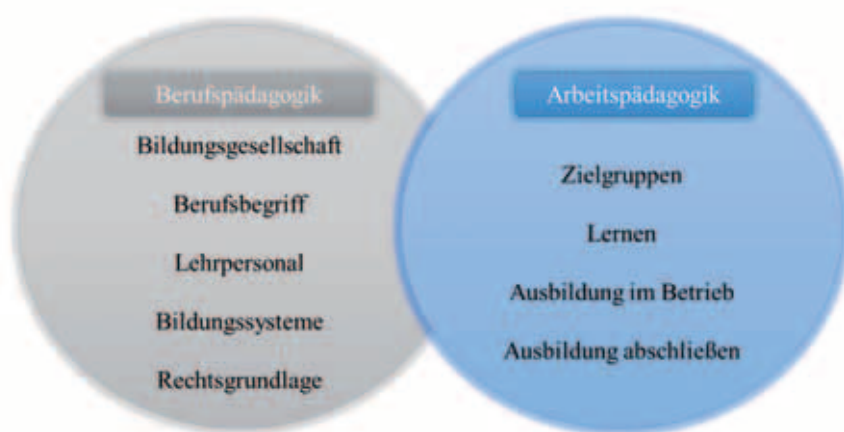 Berufspädagogik
Bildungsgesellschaft
Berufsbegriff
Lehrpersonal
Bildungssysteme
Rechtsgrundlage
Arbeitspädagogik
Zielgruppen
Lernen
Ausbildung im Betrieb
Ausbildung abschließen